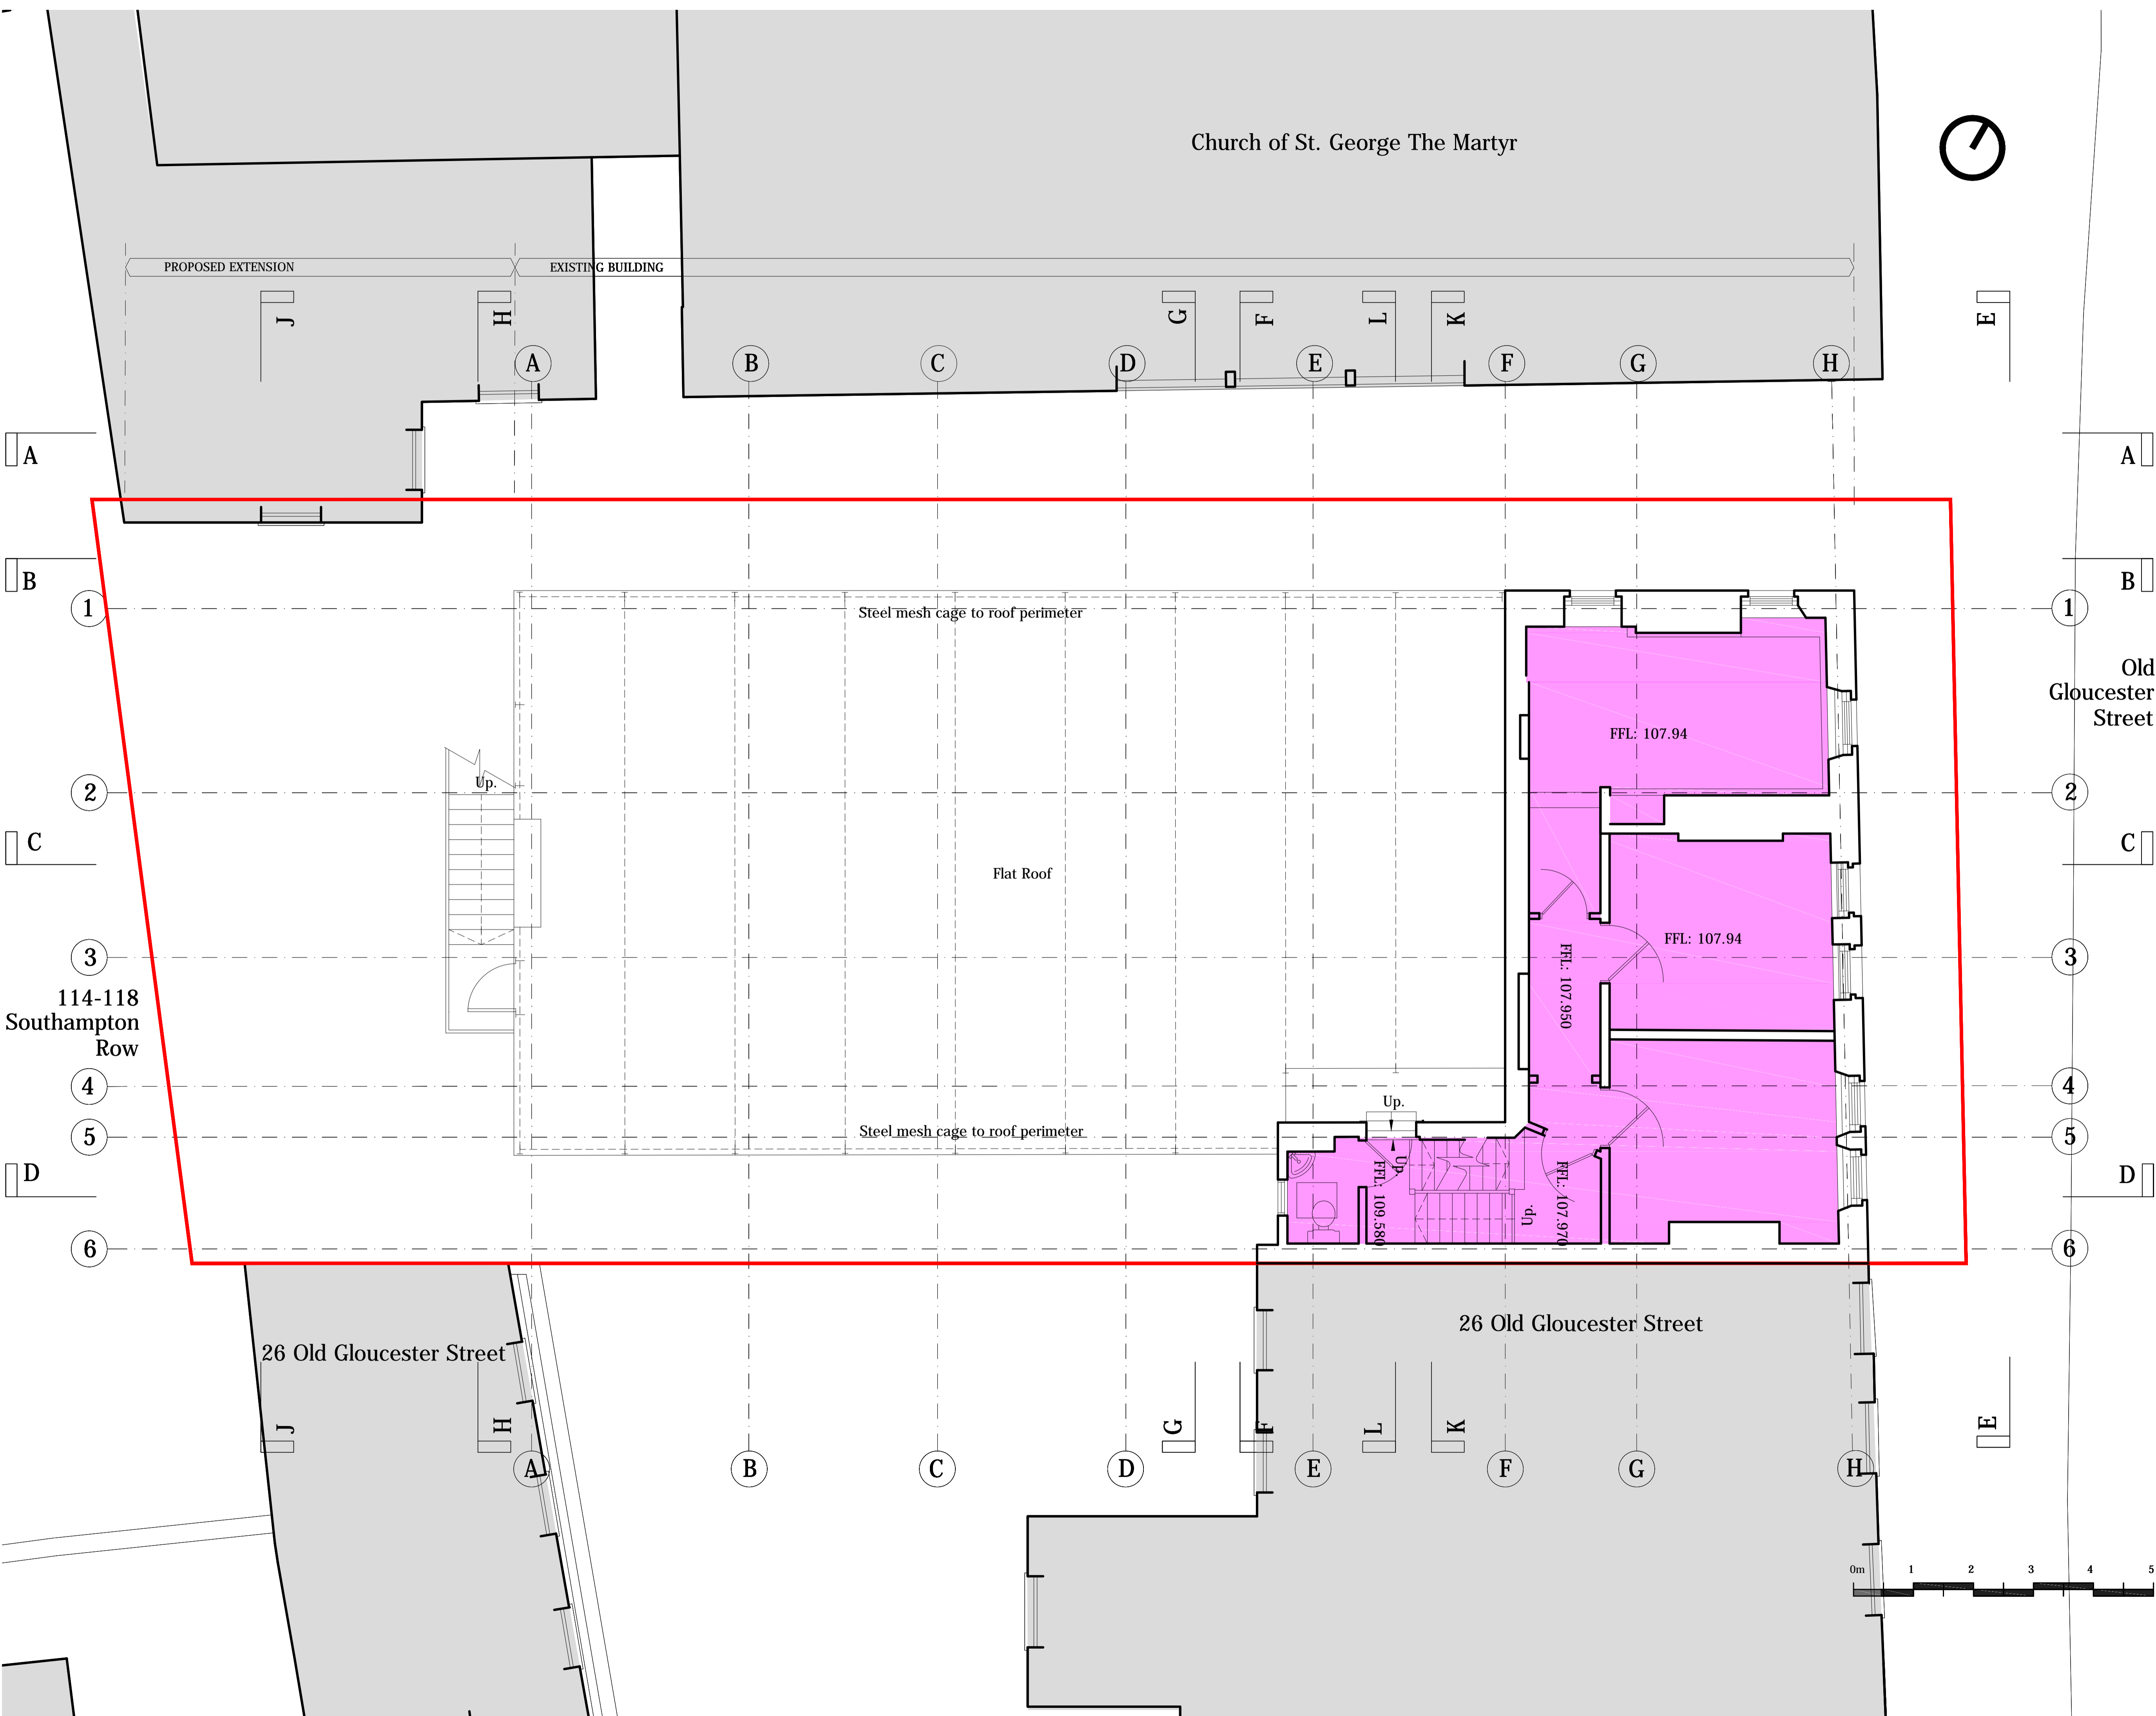 Church of St. George The Martyr
PROPOSED EXTENSION
EXISTING BUILDING
J
H
G
F
L
K
E
A
B
C
D
E
F
G
H
A
A
B
B
1
Steel mesh cage to roof perimeter
1
Old
Gloucester
Street
FFL: 107.94
2
Up.
2
C
C
Flat Roof
3
FFL: 107.94
3
FFL: 107.950
114-118
Southampton
Row
4
4
Up.
5
Steel mesh cage to roof perimeter
5
D
Up.
FFL: 109.580
FFL: 107.970
Up.
D
6
6
26 Old Gloucester Street
26 Old Gloucester Street
J
H
G
F
L
K
E
A
B
C
D
E
F
G
H
0m 1 2 3 4 5